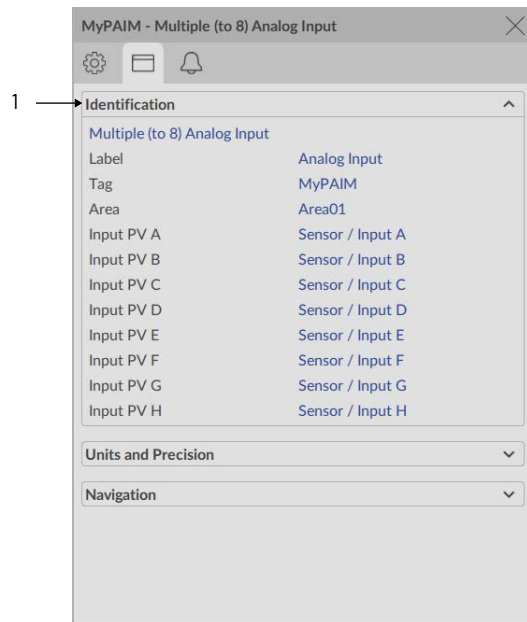 MyPAIM - Multiple (to 8) Analog Input
1
Identification
Multiple (to 8) Analog Input
Label Analog Input
Tag MyPAIM
Area Area01
Input PV A Sensor / Input A
Input PV B Sensor / Input B
Input PV C Sensor / Input C
Input PV D Sensor / Input D
Input PV E Sensor / Input E
Input PV F Sensor / Input F
Input PV G Sensor / Input G
Input PV H Sensor / Input H
Units and Precision
Navigation